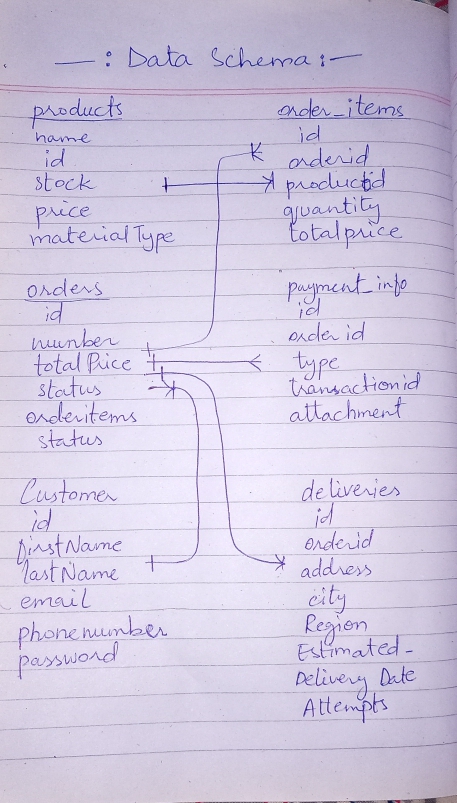 —: Data Schema:—
products
name
id
stock
price
materialType
order_items
id
orderid
productid
quantity
totalprice
orders
id
number
totalPrice
status
orderitems
status
payment_info
id
order id
type
transactionid
attachment
Customer
id
firstName
lastName
email
phonenumber
password
deliveries
id
orderid
address
city
Region
Estimated-
Delivery Date
Attempts